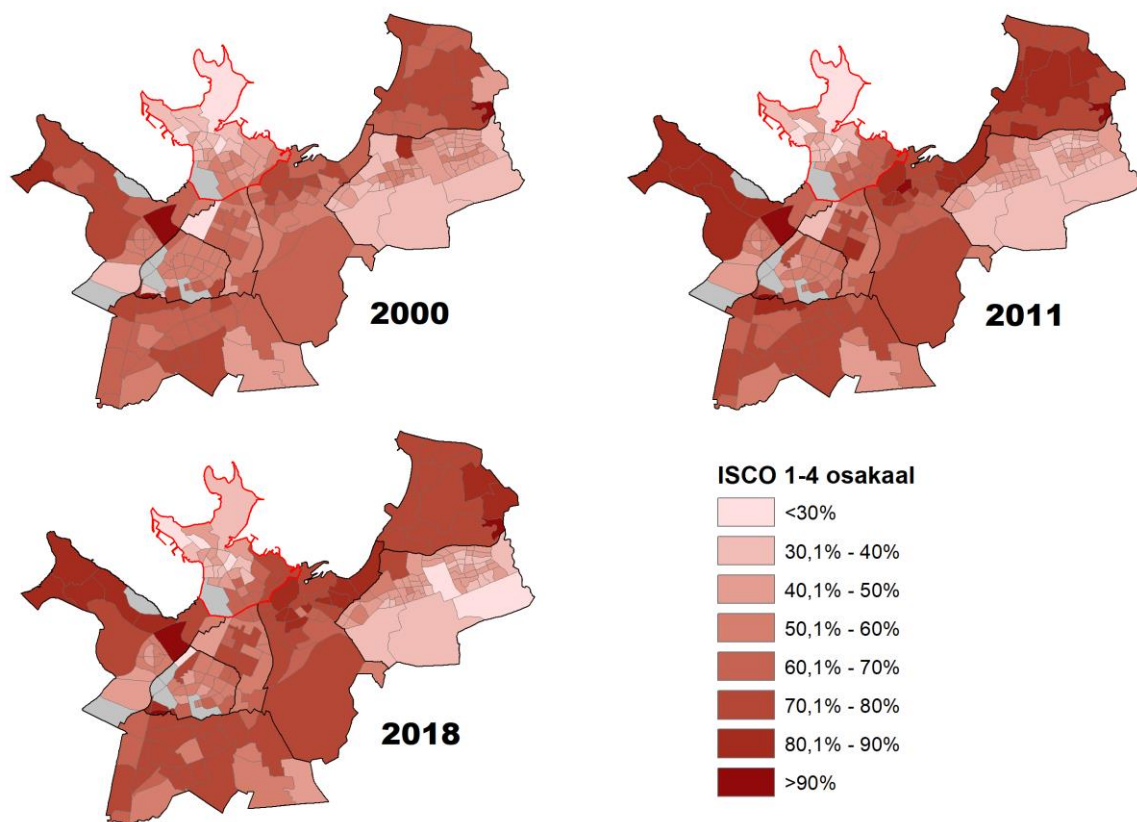 2000
2011
2018
ISCO 1-4 osakaal
<30%
30,1% - 40%
40,1% - 50%
50,1% - 60%
60,1% - 70%
70,1% - 80%
80,1% - 90%
>90%